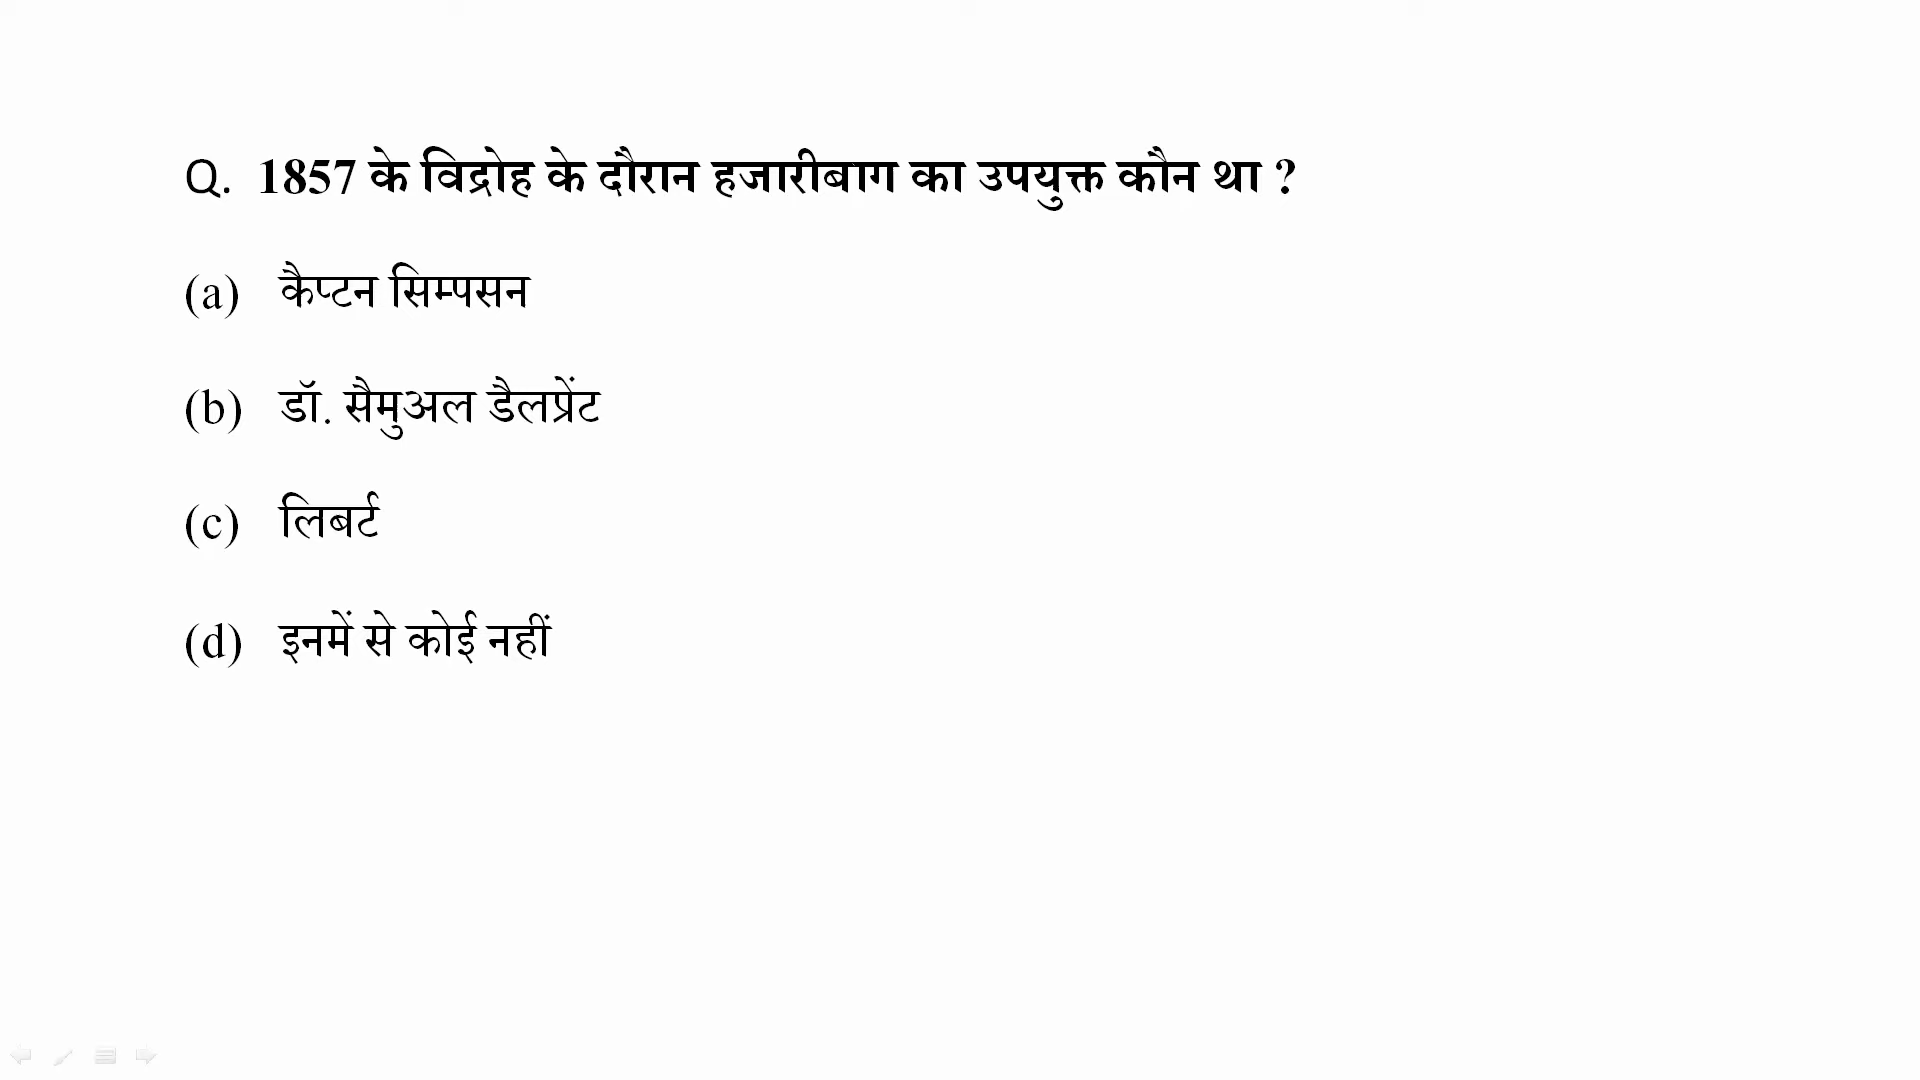 Q. 1857 के विद्रोह के दौरान हजारीबाग का उपयुक्त कौन था ?
(a) कैप्टन सिम्पसन
(b) डॉ. सैमुअल डैलप्रेंट
(c) लिबर्ट
(d) इनमें से कोई नहीं